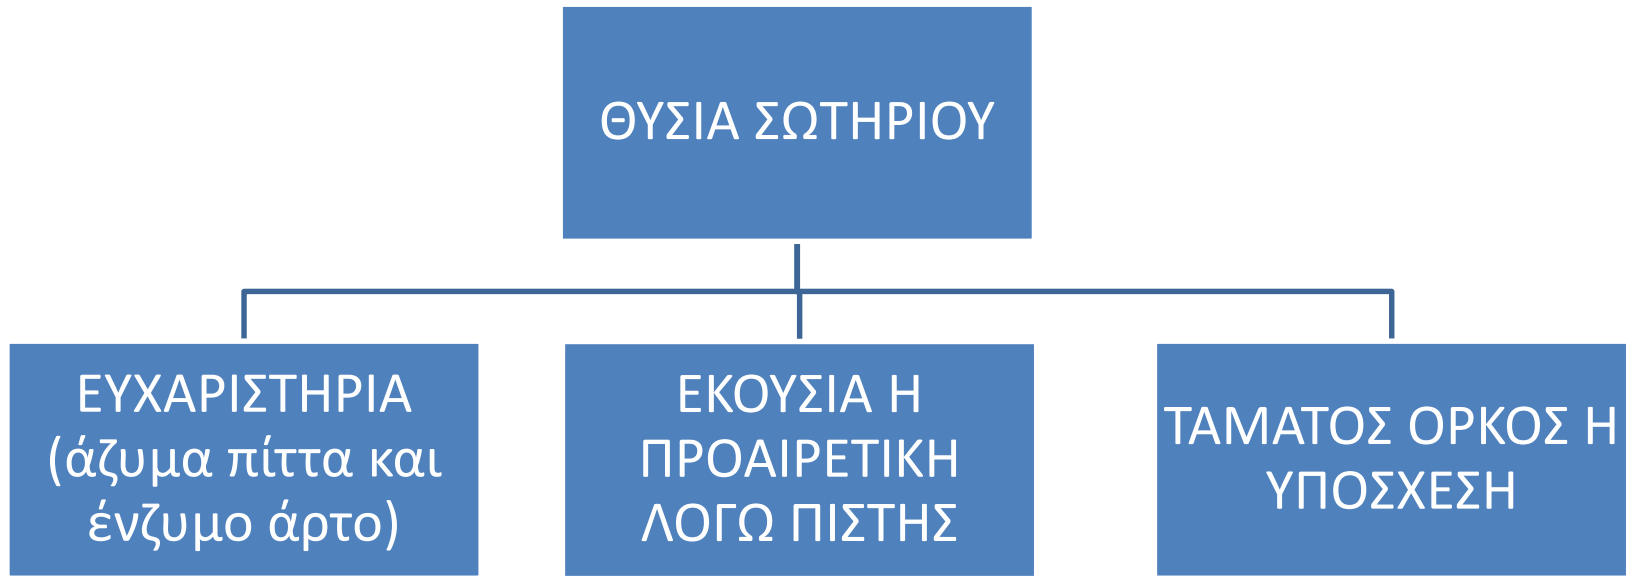 ΘΥΣΙΑ ΣΩΤΗΡΙΟΥ
ΕΥΧΑΡΙΣΤΗΡΙΑ
(άζυμα πίττα και
ένζυμο άρτο)
ΕΚΟΥΣΙΑ Η
ΠΡΟΑΙΡΕΤΙΚΗ
ΛΟΓΩ ΠΙΣΤΗΣ
ΤΑΜΑΤΟΣ ΟΡΚΟΣ Η
ΥΠΟΣΧΕΣΗ